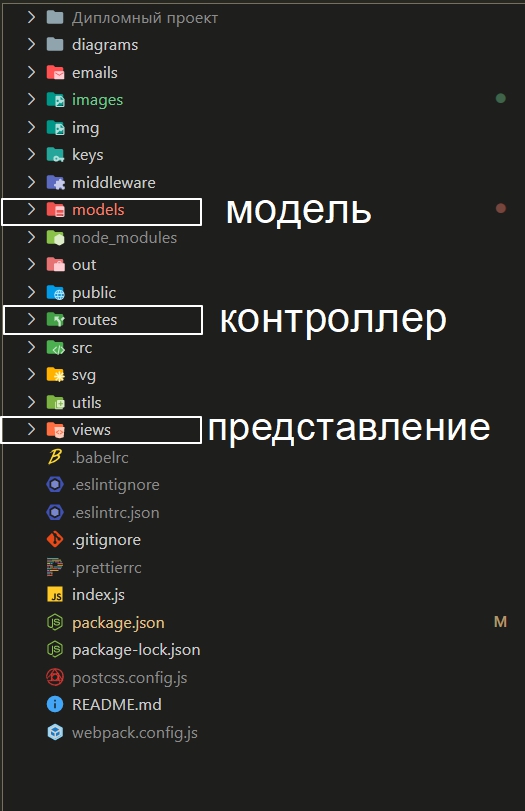 Дипломный проект
diagrams
emails
images
img
keys
middleware
models модель
node_modules
out
public
routes контроллер
src
svg
utils
views представление
.babelrc
.eslintignore
.eslintrc.json
.gitignore
.prettierrc
JS index.js
package.json M
package-lock.json
postcss.config.js
README.md
webpack.config.js